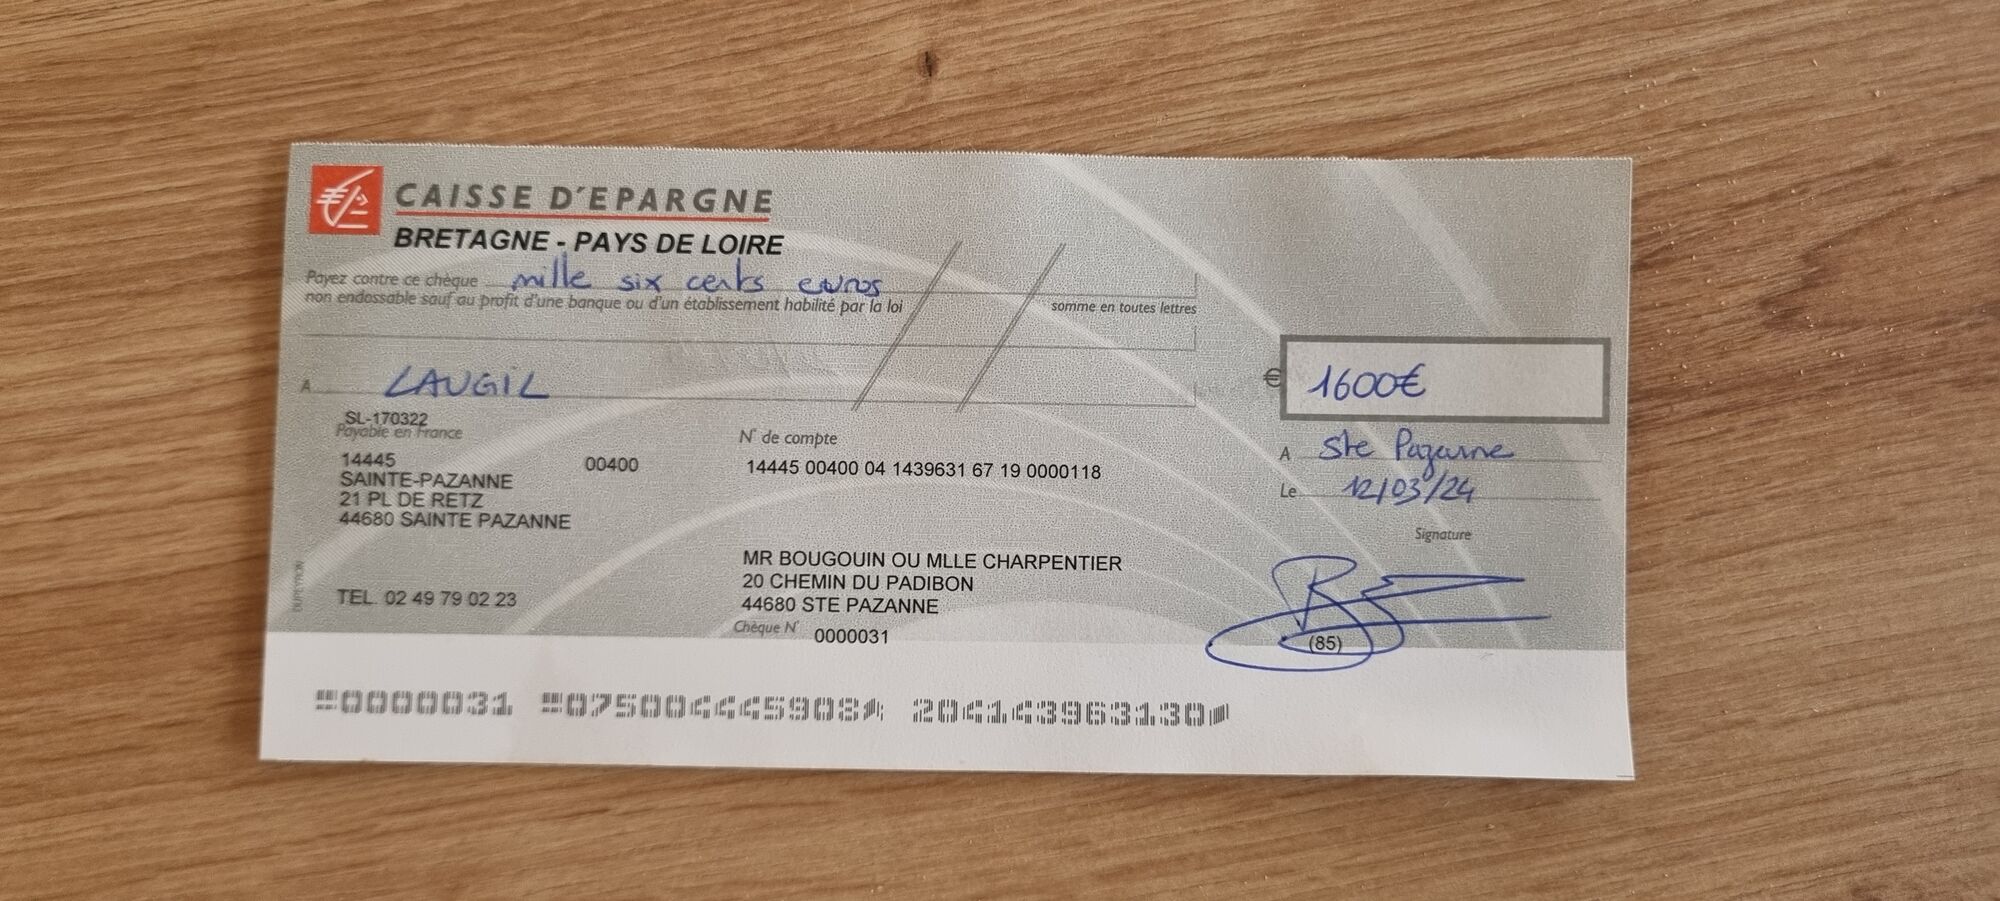 CAISSE D'EPARGNE
BRETAGNE - PAYS DE LOIRE
Payez contre ce chèque mille six cents euros
non endossable sauf au profit d'une banque ou d'un établissement habilité par la loi
somme en toutes lettres
A LAUGIL
€ 1600€
SL-170322
Payable en France
14445 00400
SAINTE-PAZANNE
21 PL DE RETZ
44680 SAINTE PAZANNE
TEL. 02 49 79 02 23
N° de compte
14445 00400 04 1439631 67 19 0000118
A Ste Pazanne
Le 12/03/24
Signature
MR BOUGOUIN OU MLLE CHARPENTIER
20 CHEMIN DU PADIBON
44680 STE PAZANNE
Chèque N° 0000031
(85)
DUPEYRON
0000031 075004445908 204143963130